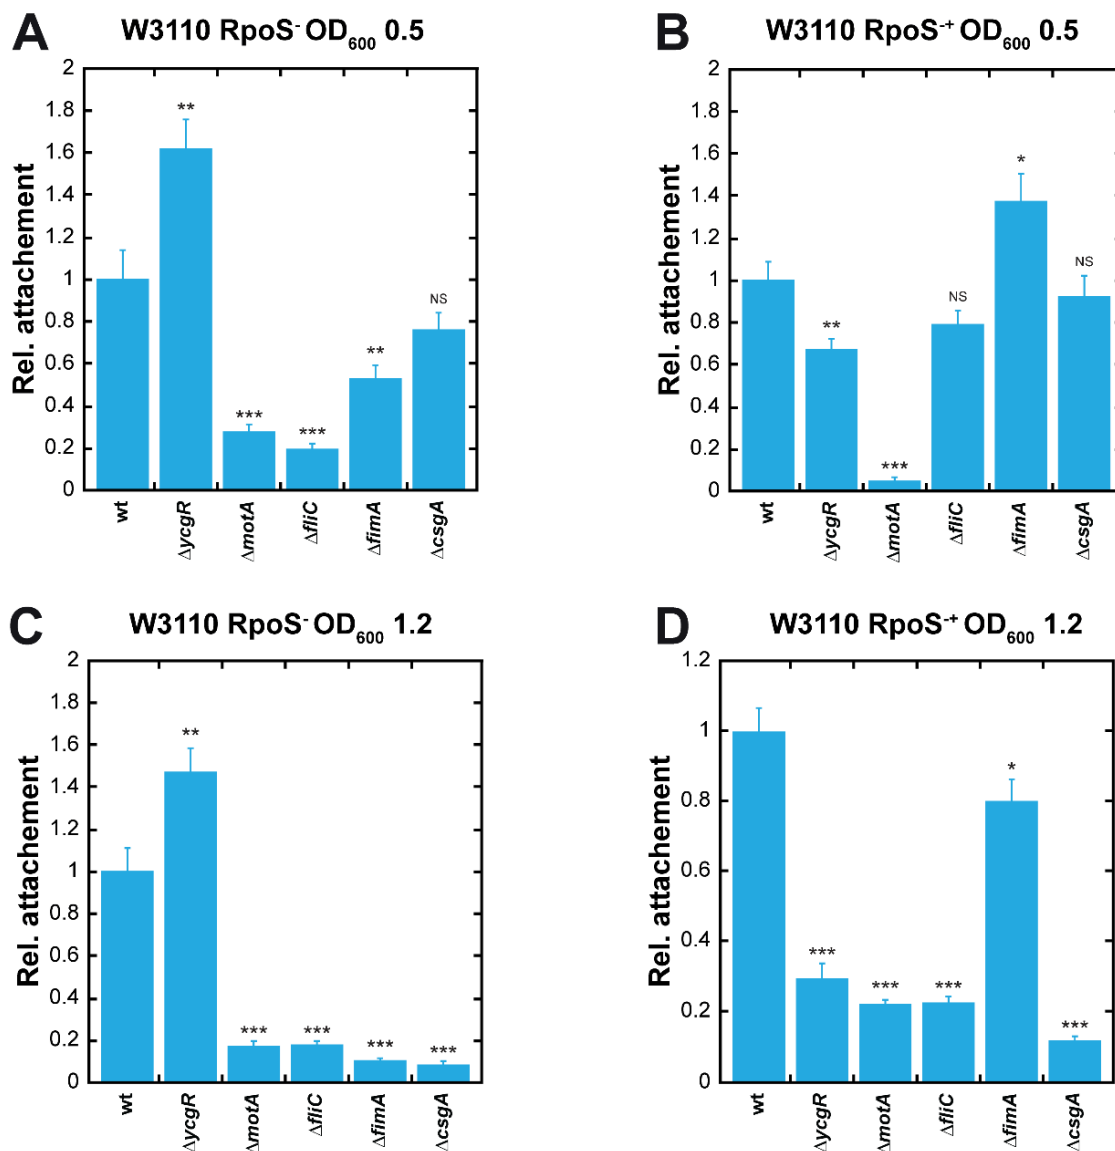 A
W3110 RpoS⁻ OD₆₀₀ 0.5
Rel. attachement
2
1.8
1.6
1.4
1.2
1
0.8
0.6
0.4
0.2
0
**
***
***
**
NS
wt
ΔycgR
ΔmotA
ΔfliC
ΔfimA
ΔcsgA
B
W3110 RpoS⁻⁺ OD₆₀₀ 0.5
Rel. attachement
2
1.8
1.6
1.4
1.2
1
0.8
0.6
0.4
0.2
0
**
***
NS
*
NS
wt
ΔycgR
ΔmotA
ΔfliC
ΔfimA
ΔcsgA
C
W3110 RpoS⁻ OD₆₀₀ 1.2
Rel. attachement
2
1.8
1.6
1.4
1.2
1
0.8
0.6
0.4
0.2
0
**
***
***
***
***
wt
ΔycgR
ΔmotA
ΔfliC
ΔfimA
ΔcsgA
D
W3110 RpoS⁻⁺ OD₆₀₀ 1.2
Rel. attachement
1.2
1
0.8
0.6
0.4
0.2
0
***
***
***
*
***
wt
ΔycgR
ΔmotA
ΔfliC
ΔfimA
ΔcsgA